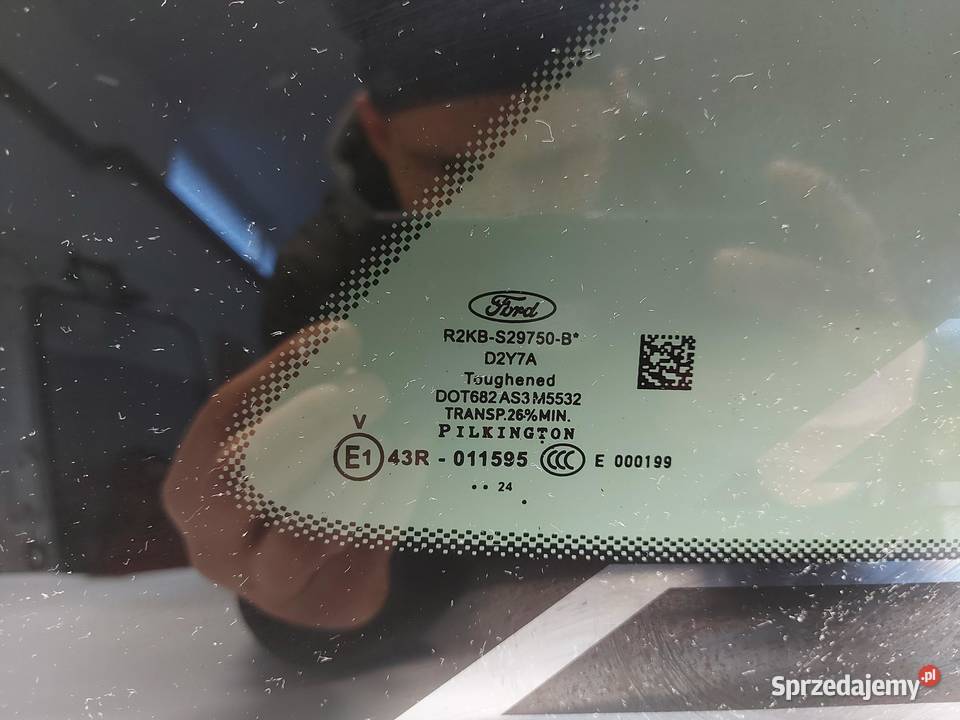 Ford
R2KB-S29750-B*
D2Y7A
Toughened
DOT682 AS3 M5532
TRANSP.26%MIN.
PILKINGTON
V
E1 43R - 011595 CCC E 000199
.. 24
.
Sprzedajemy.pl